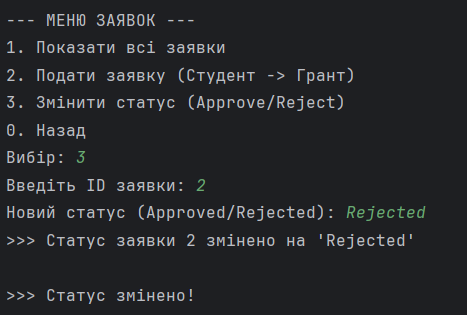 --- МЕНЮ ЗАЯВОК ---
1. Показати всі заявки
2. Подати заявку (Студент -> Грант)
3. Змінити статус (Approve/Reject)
0. Назад
Вибір: 3
Введіть ID заявки: 2
Новий статус (Approved/Rejected): Rejected
>>> Статус заявки 2 змінено на 'Rejected'
>>> Статус змінено!